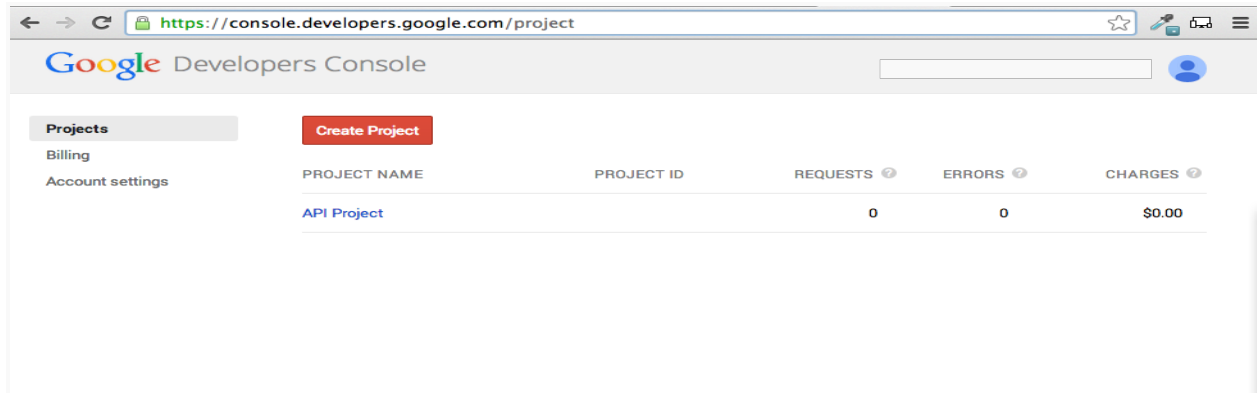 https://console.developers.google.com/project
Google Developers Console
Projects
Billing
Account settings
Create Project
PROJECT NAME PROJECT ID REQUESTS ? ERRORS ? CHARGES ?
API Project 0 0 $0.00